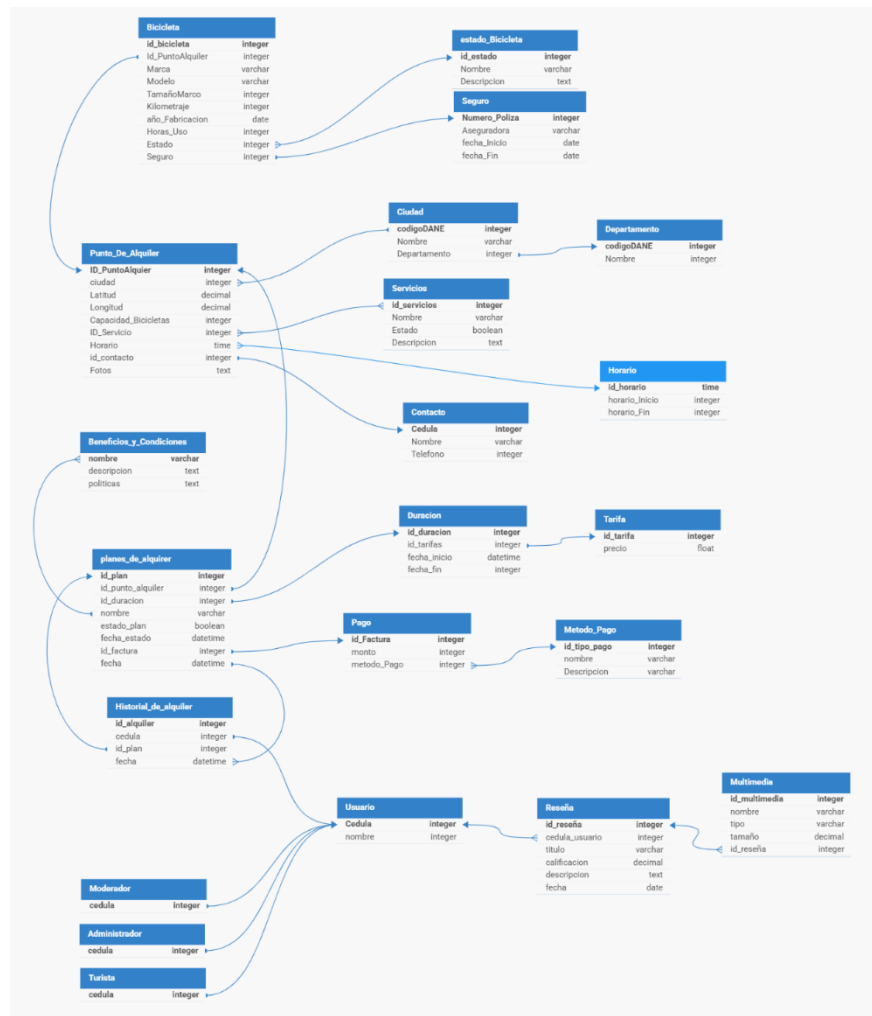 Bicicleta
id_bicicleta integer
Id_PuntoAlquiler integer
Marca varchar
Modelo varchar
TamañoMarco integer
Kilometraje integer
año_Fabricacion date
Horas_Uso integer
Estado integer
Seguro integer
estado_Bicicleta
id_estado integer
Nombre varchar
Descripcion text
Seguro
Numero_Poliza integer
Aseguradora varchar
fecha_Inicio date
fecha_Fin date
Ciudad
codigoDANE integer
Nombre varchar
Departamento integer
Departamento
codigoDANE integer
Nombre integer
Punto_De_Alquiler
ID_PuntoAlquier integer
ciudad integer
Latitud decimal
Longitud decimal
Capacidad_Bicicletas integer
ID_Servicio integer
Horario time
id_contacto integer
Fotos text
Servicios
id_servicios integer
Nombre varchar
Estado boolean
Descripcion text
Horario
id_horario time
horario_Inicio integer
horario_Fin integer
Contacto
Cedula integer
Nombre varchar
Telefono integer
Beneficios_y_Condiciones
nombre varchar
descripcion text
politicas text
Duracion
id_duracion integer
id_tarifas integer
fecha_inicio datetime
fecha_fin integer
Tarifa
id_tarifa integer
precio float
planes_de_alquirer
id_plan integer
id_punto_alquiler integer
id_duracion integer
nombre varchar
estado_plan boolean
fecha_estado datetime
id_factura integer
fecha datetime
Pago
id_Factura integer
monto integer
metodo_Pago integer
Metodo_Pago
id_tipo_pago integer
nombre varchar
Descripcion varchar
Historial_de_alquiler
id_alquiler integer
cedula integer
id_plan integer
fecha datetime
Usuario
Cedula integer
nombre integer
Reseña
id_reseña integer
cedula_usuario integer
titulo varchar
calificacion decimal
descripcion text
fecha date
Multimedia
id_multimedia integer
nombre varchar
tipo varchar
tamaño decimal
id_reseña integer
Moderador
cedula integer
Administrador
cedula integer
Turista
cedula integer